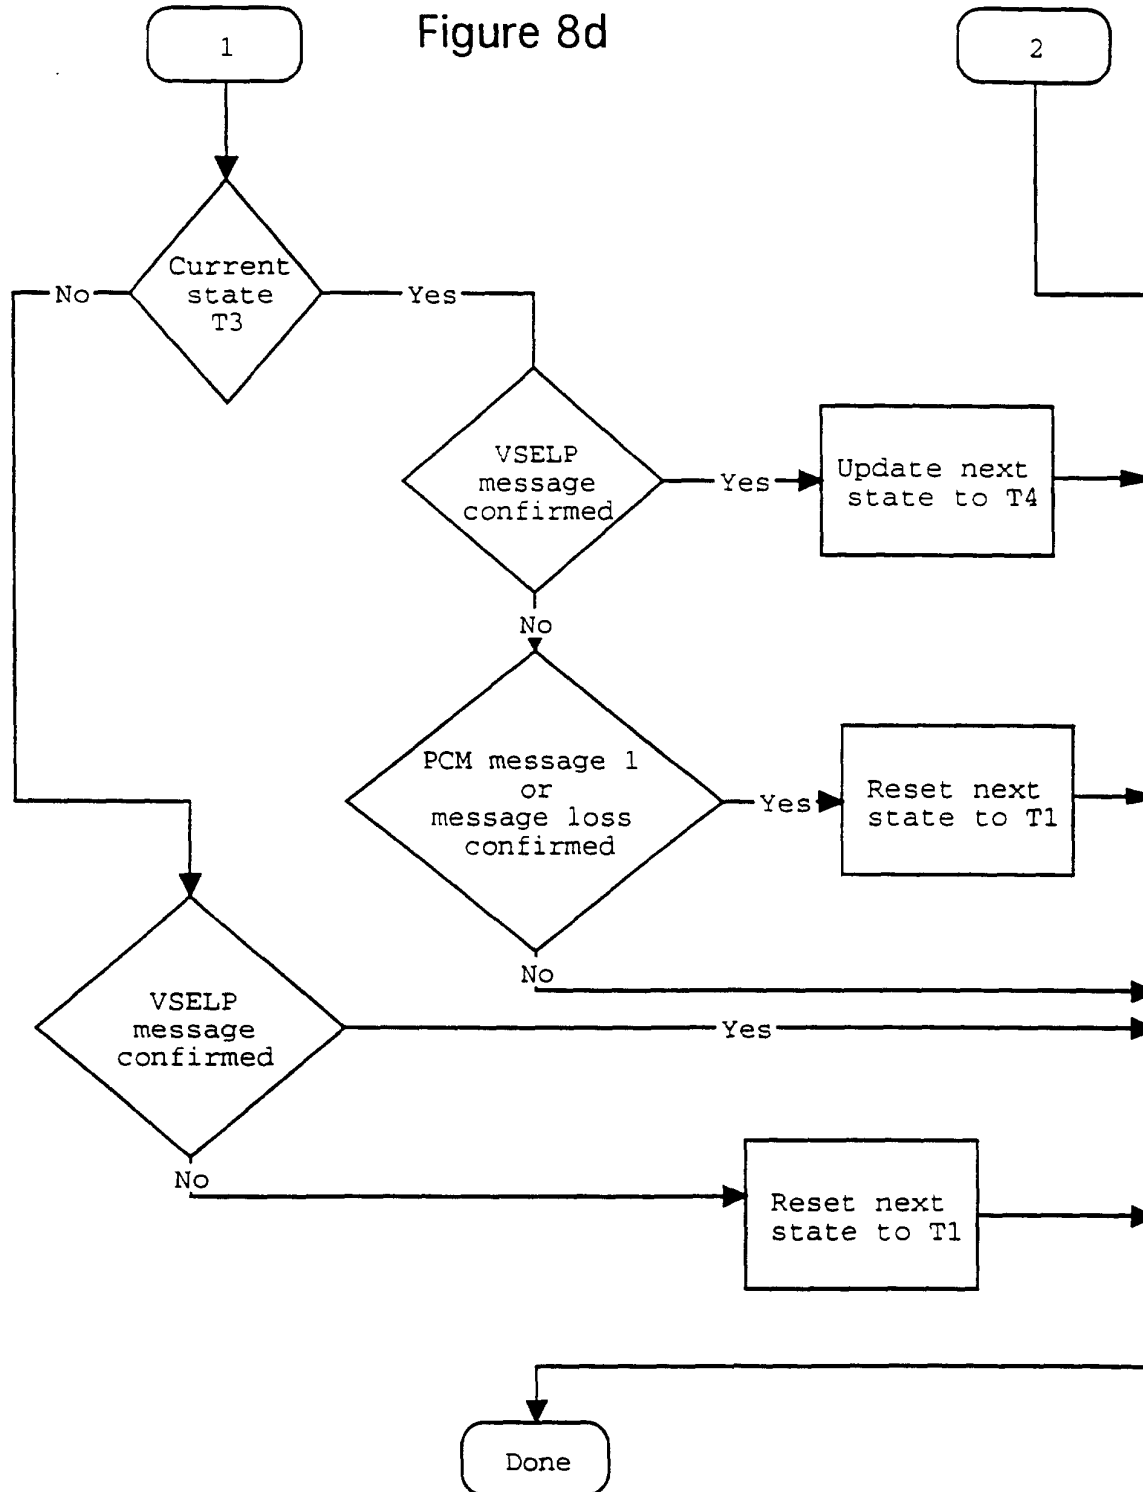 Figure 8d
1
2
Current
state
T3
No
Yes
VSELP
message
confirmed
Yes
Update next
state to T4
No
PCM message 1
or
message loss
confirmed
Yes
Reset next
state to T1
No
VSELP
message
confirmed
Yes
No
Reset next
state to T1
Done